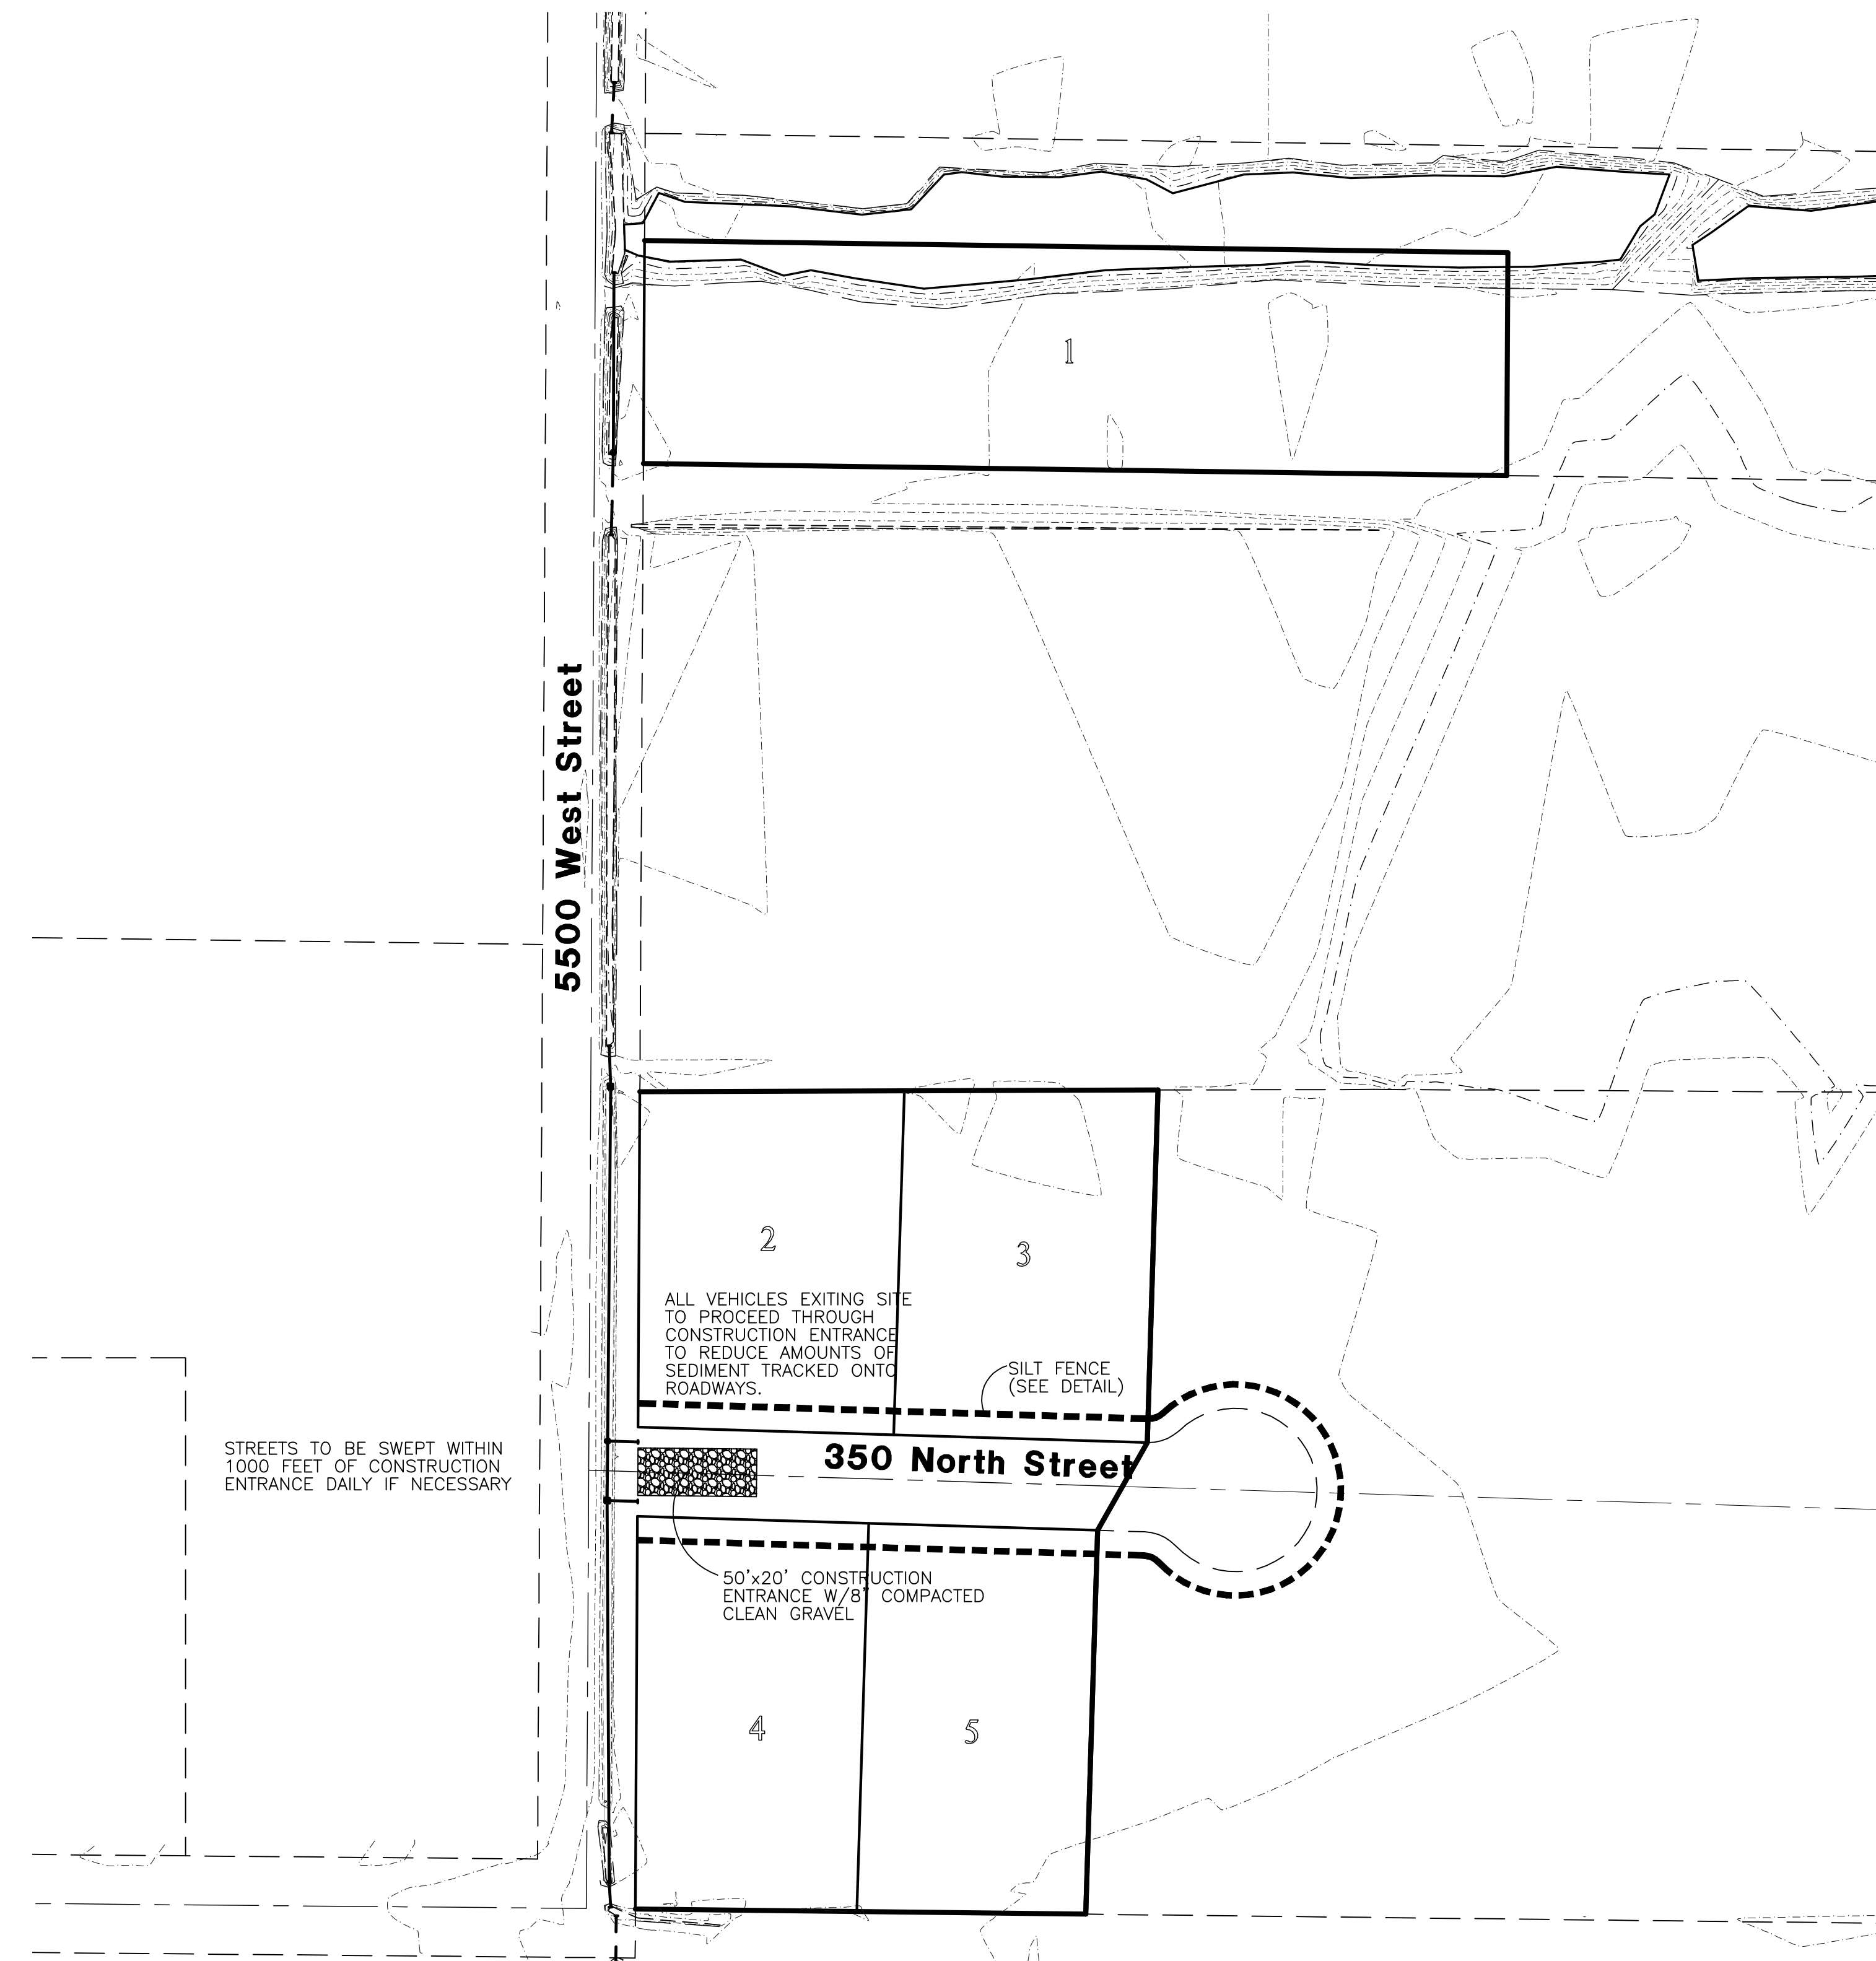 1
5500 West Street
2
3
ALL VEHICLES EXITING SITE
TO PROCEED THROUGH
CONSTRUCTION ENTRANCE
TO REDUCE AMOUNTS OF
SEDIMENT TRACKED ONTO
ROADWAYS.
SILT FENCE
(SEE DETAIL)
STREETS TO BE SWEPT WITHIN
1000 FEET OF CONSTRUCTION
ENTRANCE DAILY IF NECESSARY
350 North Street
50'x20' CONSTRUCTION
ENTRANCE W/8" COMPACTED
CLEAN GRAVEL
4
5